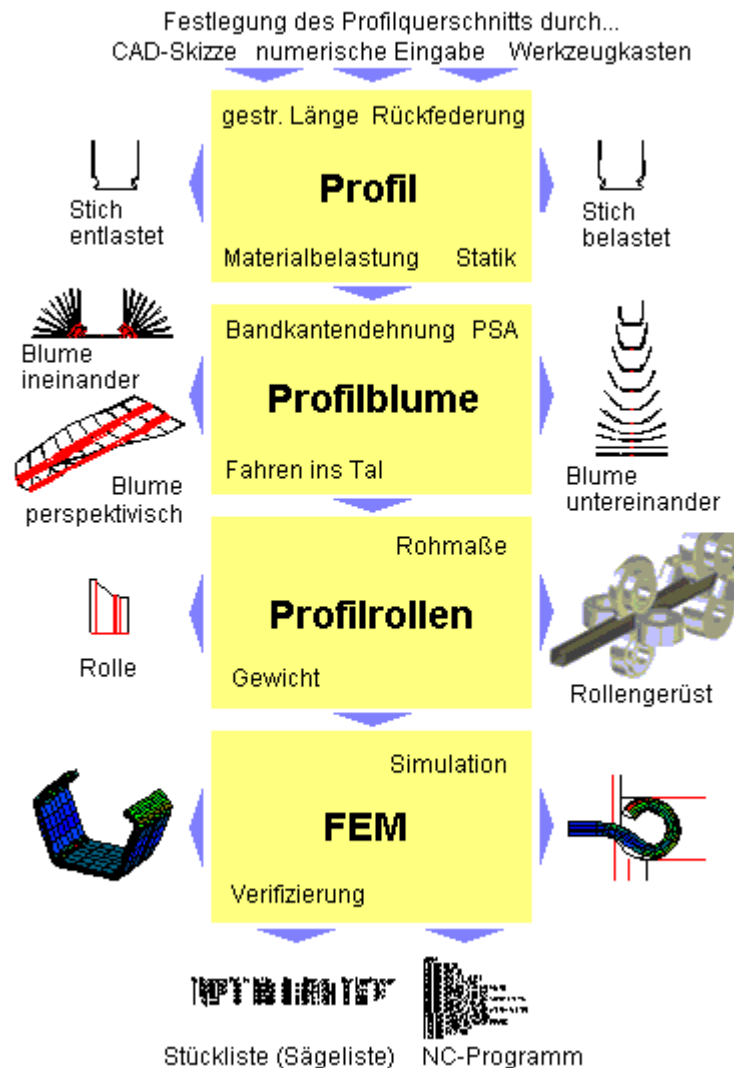 Festlegung des Profilquerschnitts durch...
CAD-Skizze numerische Eingabe Werkzeugkasten
gestr. Länge Rückfederung
Profil
Stich
entlastet
Stich
belastet
Materialbelastung Statik
Bandkantendehnung PSA
Blume
ineinander
Profilblume
Fahren ins Tal
Blume
perspektivisch
Blume
untereinander
Rohmaße
Profilrollen
Rolle
Gewicht
Rollengerüst
Simulation
FEM
Verifizierung
Stückliste (Sägeliste) NC-Programm